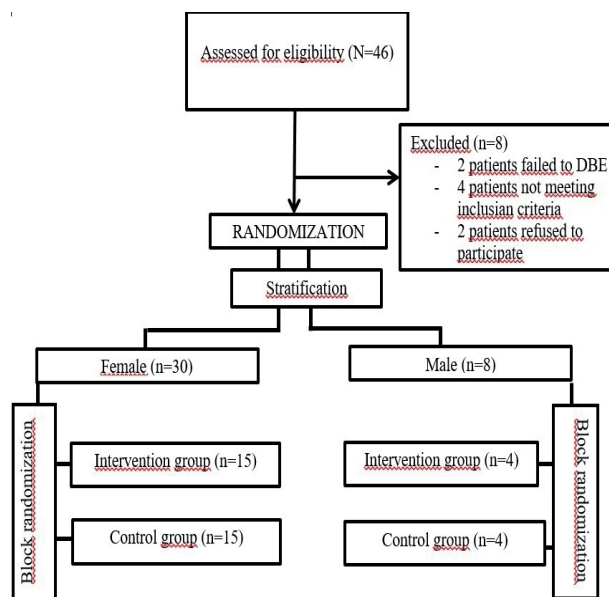 Assessed for eligibility (N=46)
Excluded (n=8)
- 2 patients failed to DBE
- 4 patients not meeting
inclusian criteria
- 2 patients refused to
participate
RANDOMIZATION
Stratification
Female (n=30)
Male (n=8)
Block randomization
Intervention group (n=15)
Control group (n=15)
Intervention group (n=4)
Control group (n=4)
Block randomization